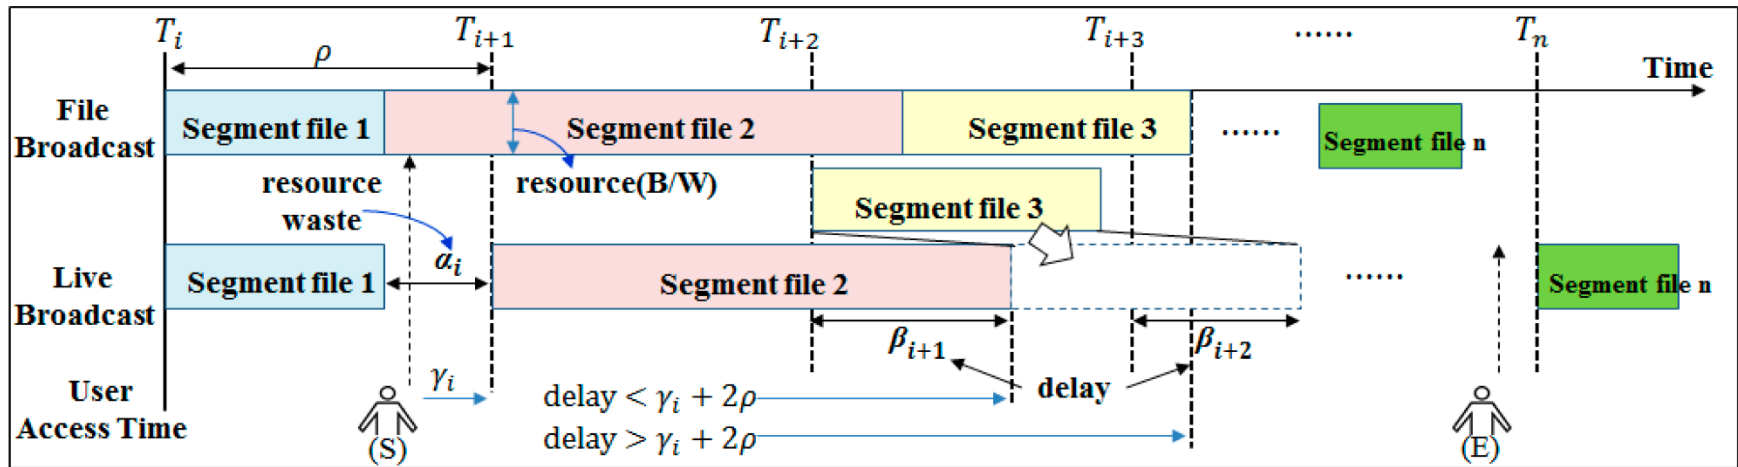 T_i T_{i+1} T_{i+2} T_{i+3} ...... T_n
ρ
Time
File
Broadcast
Segment file 1
Segment file 2
Segment file 3
......
Segment file n
resource
waste
resource(B/W)
Segment file 3
Live
Broadcast
Segment file 1
α_i
Segment file 2
......
Segment file n
β_{i+1}
β_{i+2}
User
Access Time
γ_i
delay < γ_i + 2ρ
delay
delay > γ_i + 2ρ
(S)
(E)